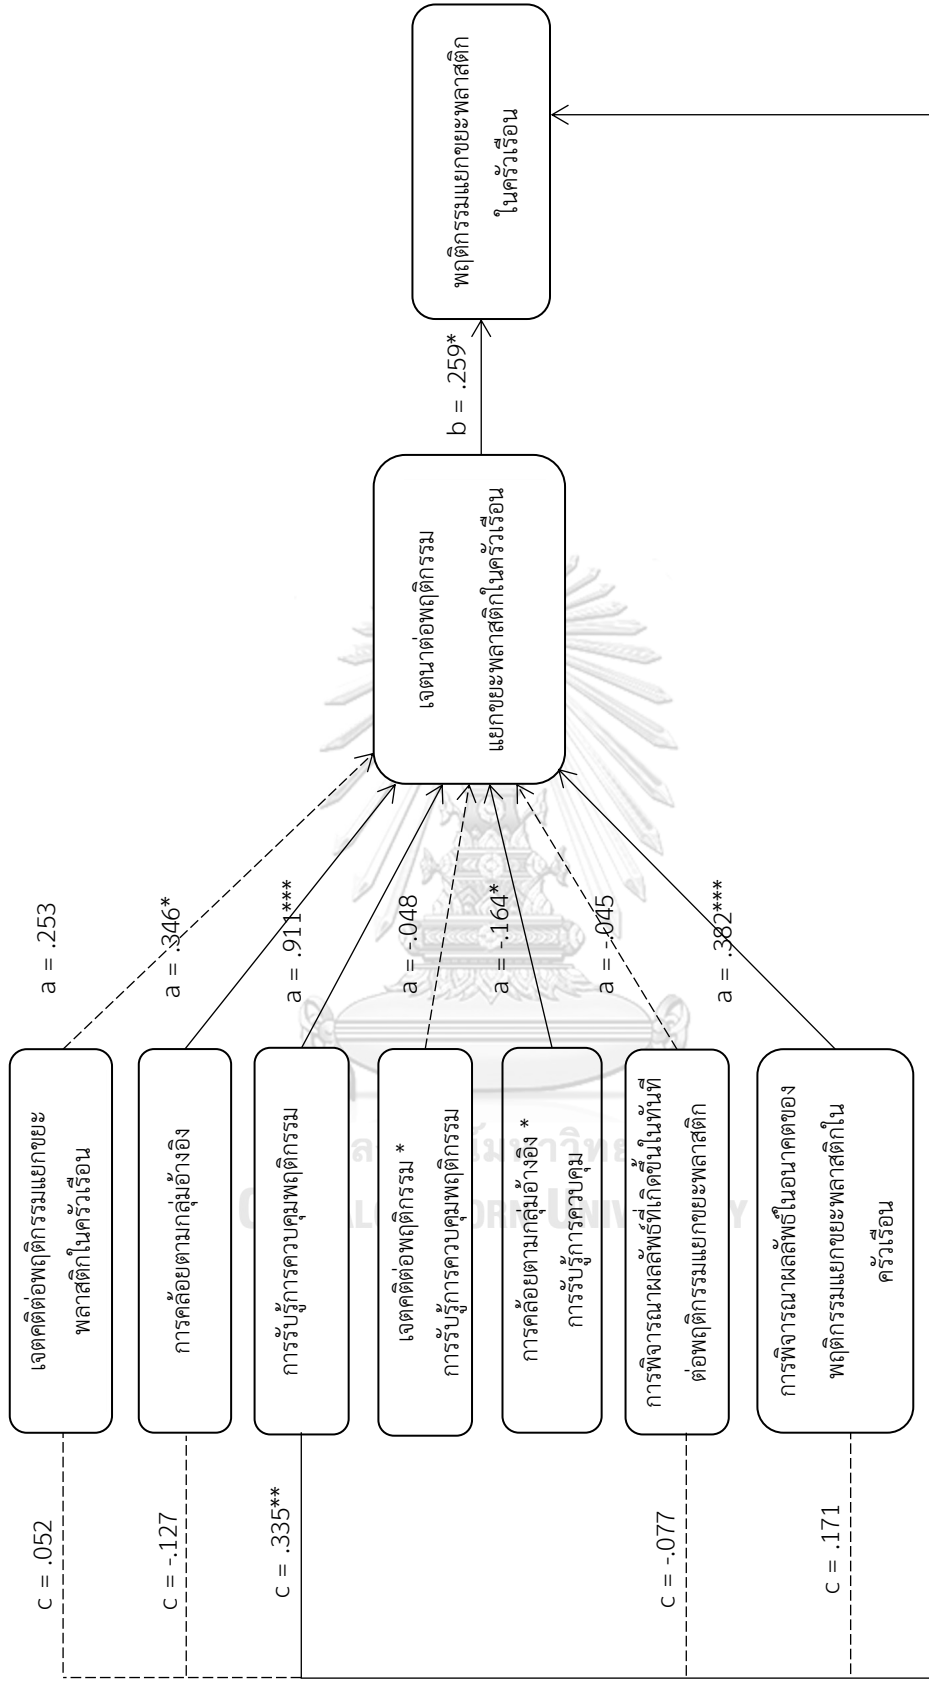 c = .052
c = -.127
c = .335**
c = -.077
c = .171
เจตคติต่อพฤติกรรมแยกขยะ
พลาสติกในครัวเรือน
การคล้อยตามกลุ่มอ้างอิง
การรับรู้การควบคุมพฤติกรรม
เจตคติต่อพฤติกรรม *
การรับรู้การควบคุมพฤติกรรม
การคล้อยตามกลุ่มอ้างอิง *
การรับรู้การควบคุม
การพิจารณาผลลัพธ์ที่เกิดขึ้นในทันที
ต่อพฤติกรรมแยกขยะพลาสติก
การพิจารณาผลลัพธ์ในอนาคตของ
พฤติกรรมแยกขยะพลาสติกใน
ครัวเรือน
a = .253
a = .346*
a = .911***
a = -.048
a = -.164*
a = -.045
a = .382***
เจตนาต่อพฤติกรรม
แยกขยะพลาสติกในครัวเรือน
b = .259*
พฤติกรรมแยกขยะพลาสติก
ในครัวเรือน